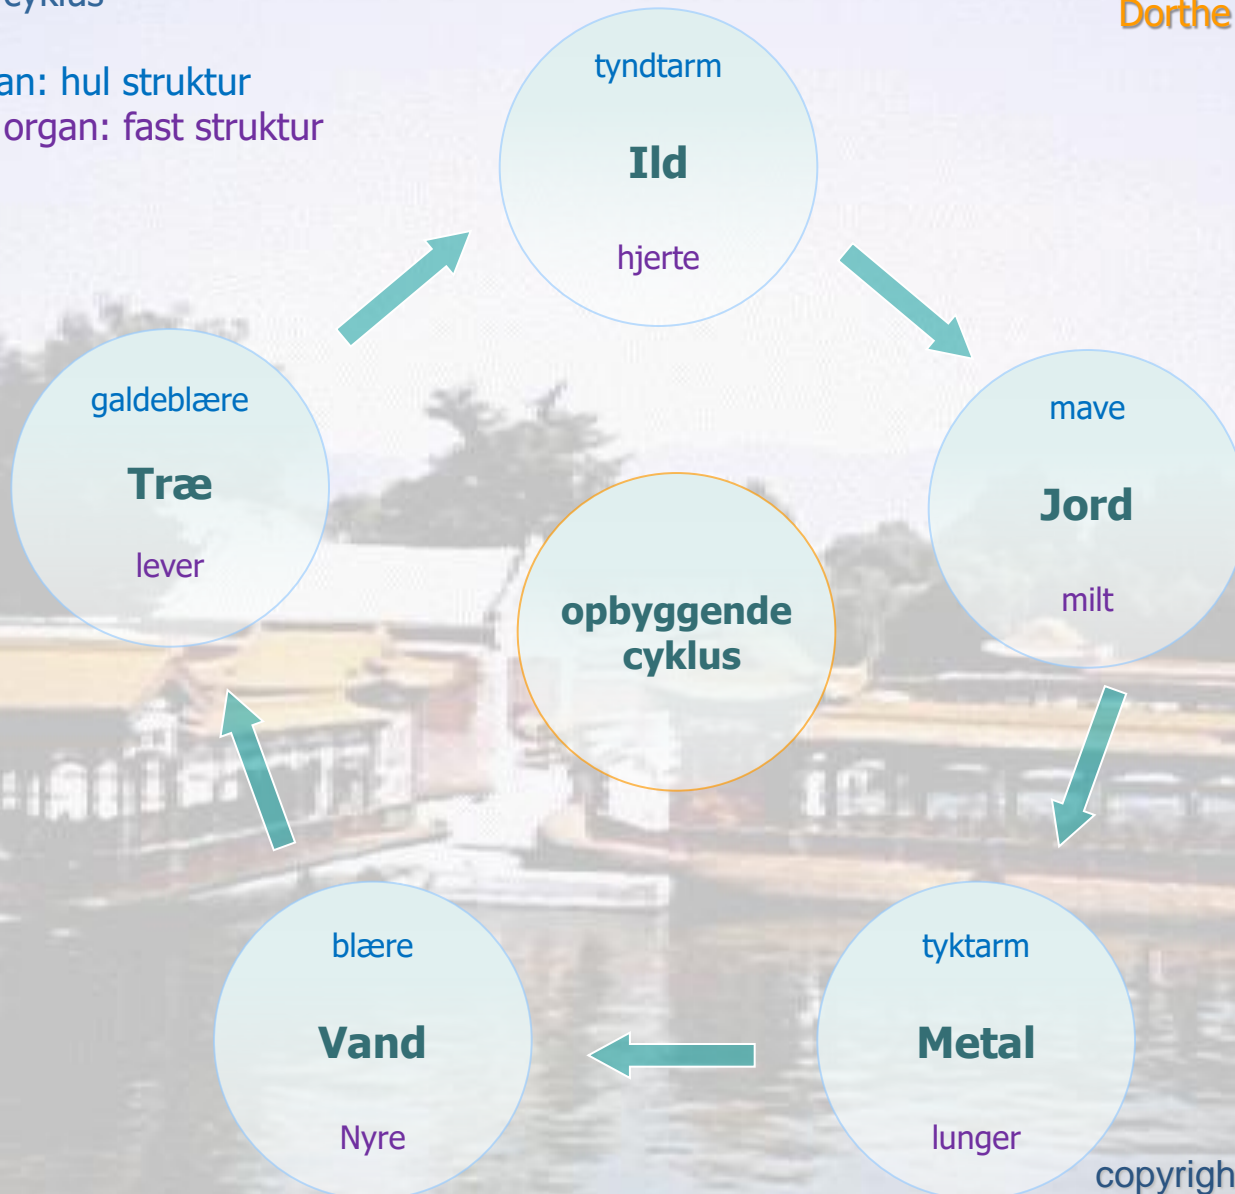 cyklus
Dorthe
an: hul struktur
organ: fast struktur
tyndtarm
Ild
hjerte
galdeblære
Træ
lever
mave
Jord
milt
opbyggende
cyklus
blære
Vand
Nyre
tyktarm
Metal
lunger
copyrigh